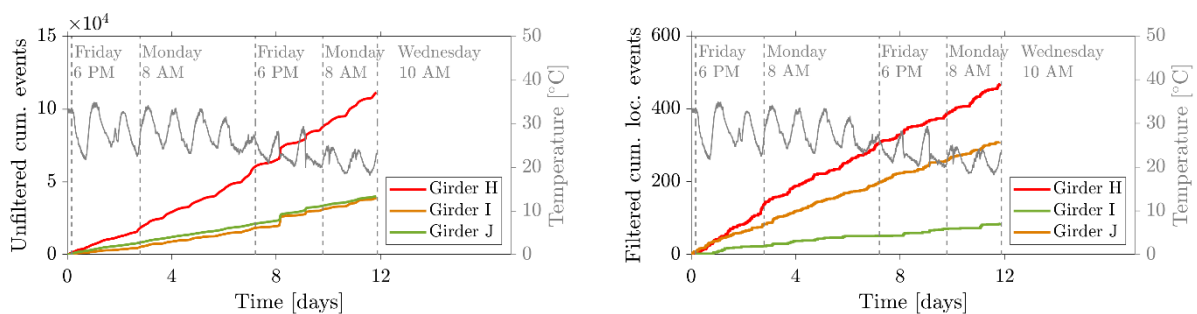 ×10⁴
15
10
5
0
Unfiltered cum. events
Friday
6 PM
Monday
8 AM
Friday
6 PM
Monday
8 AM
Wednesday
10 AM
50
40
30
20
10
0
Temperature [°C]
Girder H
Girder I
Girder J
0
4
8
12
Time [days]
600
400
200
0
Filtered cum. loc. events
Friday
6 PM
Monday
8 AM
Friday
6 PM
Monday
8 AM
Wednesday
10 AM
50
40
30
20
10
0
Temperature [°C]
Girder H
Girder I
Girder J
0
4
8
12
Time [days]